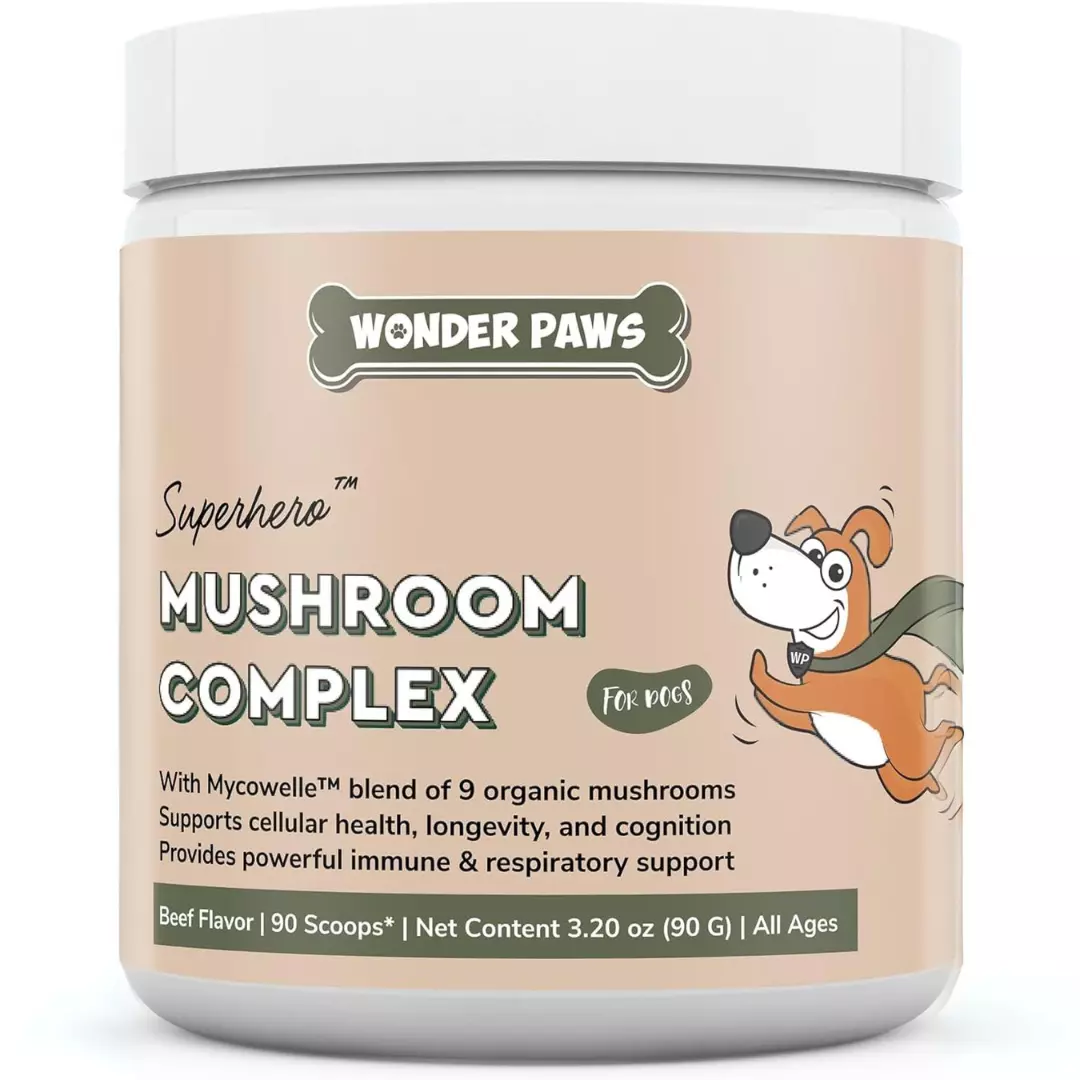 WONDER PAWS
Superhero™
MUSHROOM
COMPLEX
FOR DOGS
WP
With Mycowelle™ blend of 9 organic mushrooms
Supports cellular health, longevity, and cognition
Provides powerful immune & respiratory support
Beef Flavor | 90 Scoops* | Net Content 3.20 oz (90 G) | All Ages